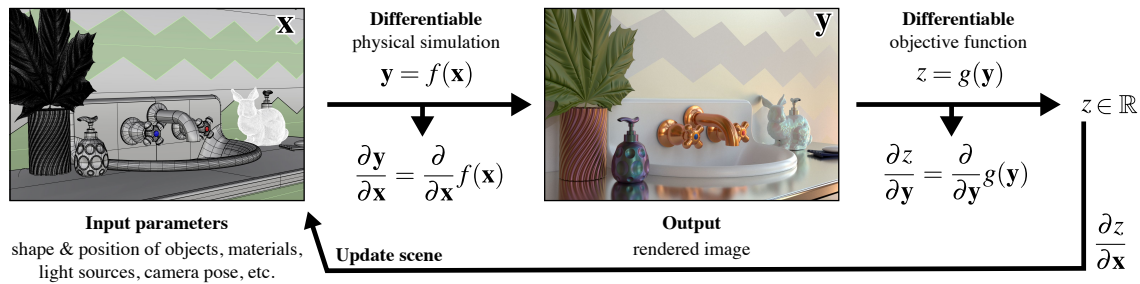 x
Differentiable
physical simulation
y = f(x)
∂y/∂x = ∂/∂x f(x)
y
Differentiable
objective function
z = g(y)
∂z/∂y = ∂/∂y g(y)
z ∈ ℝ
Input parameters
shape & position of objects, materials,
light sources, camera pose, etc.
Update scene
Output
rendered image
∂z/∂x